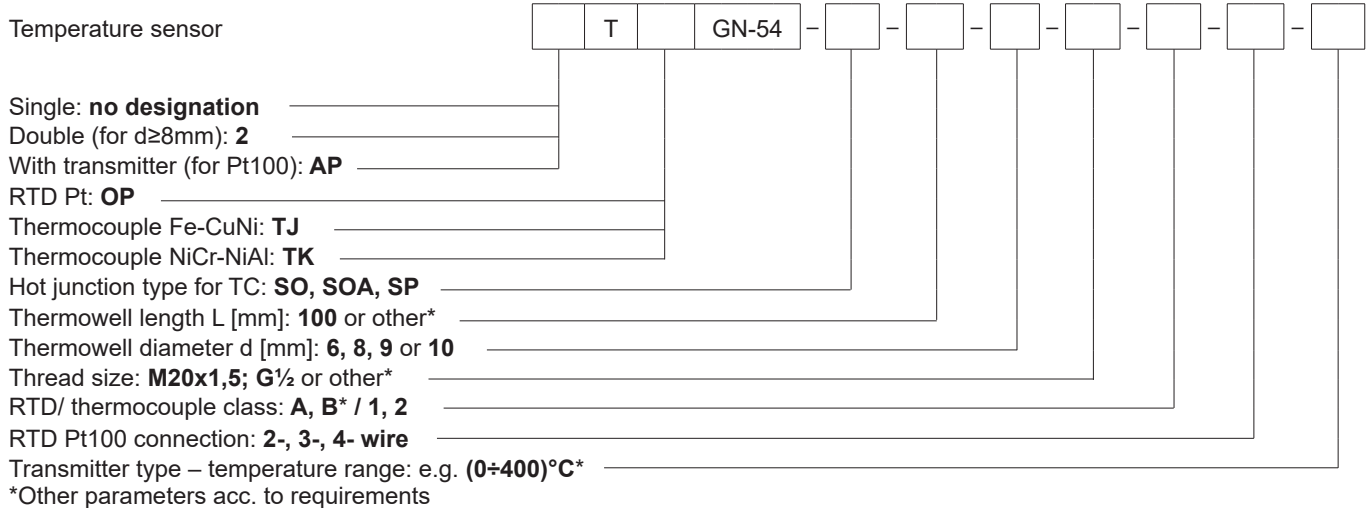 Temperature sensor T GN-54 – – – – – – –
Single: no designation
Double (for d≥8mm): 2
With transmitter (for Pt100): AP
RTD Pt: OP
Thermocouple Fe-CuNi: TJ
Thermocouple NiCr-NiAl: TK
Hot junction type for TC: SO, SOA, SP
Thermowell length L [mm]: 100 or other*
Thermowell diameter d [mm]: 6, 8, 9 or 10
Thread size: M20x1,5; G½ or other*
RTD/ thermocouple class: A, B* / 1, 2
RTD Pt100 connection: 2-, 3-, 4- wire
Transmitter type – temperature range: e.g. (0÷400)°C*
*Other parameters acc. to requirements